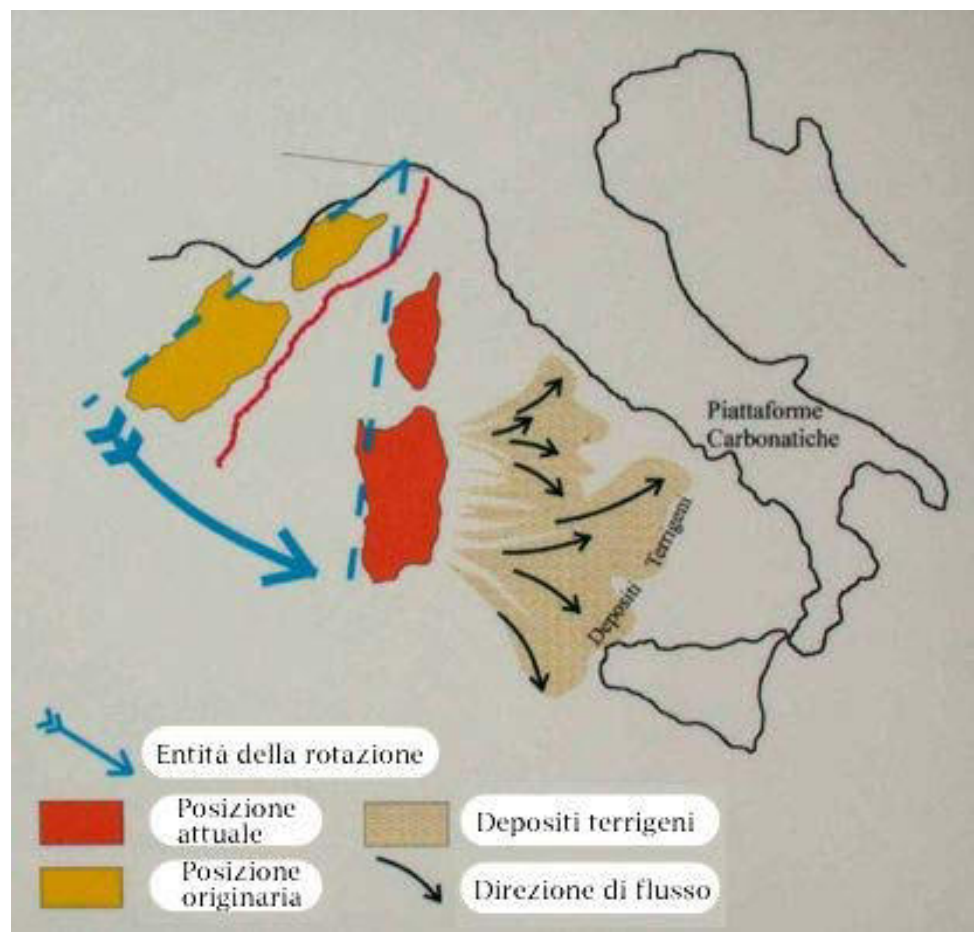 Piattaforme
Carbonatiche
Depositi Terrigeni
Entità della rotazione
Posizione
attuale
Posizione
originaria
Depositi terrigeni
Direzione di flusso